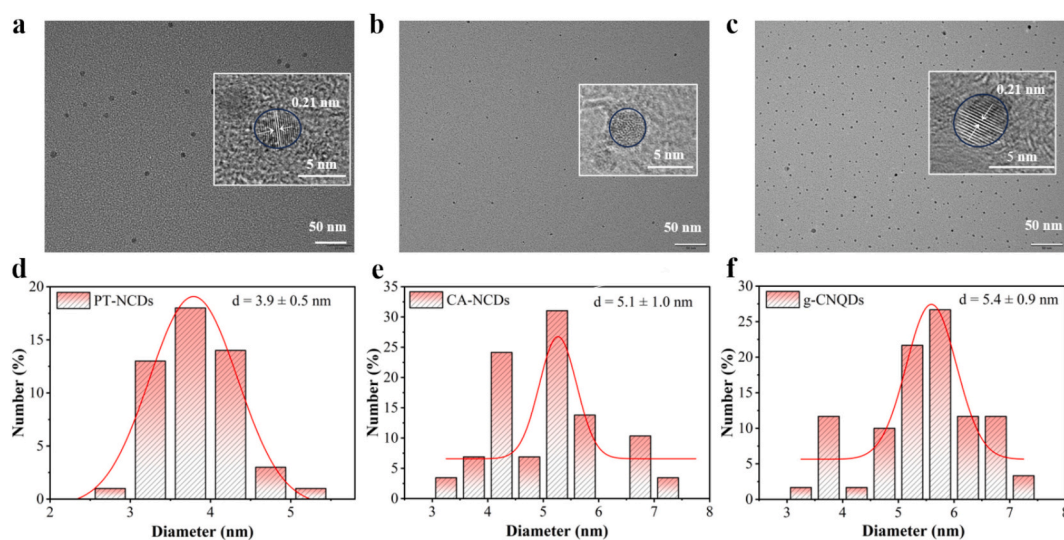 a
b
c
0.21 nm
5 nm
50 nm
5 nm
50 nm
0.21 nm
5 nm
50 nm
d
e
f
PT-NCDs
d = 3.9 ± 0.5 nm
CA-NCDs
d = 5.1 ± 1.0 nm
g-CNQDs
d = 5.4 ± 0.9 nm
Number (%)
20
15
10
5
0
2
3
4
5
Diameter (nm)
Number (%)
45
40
35
30
25
20
15
10
5
0
3
4
5
6
7
8
Diameter (nm)
Number (%)
30
25
20
15
10
5
0
3
4
5
6
7
8
Diameter (nm)